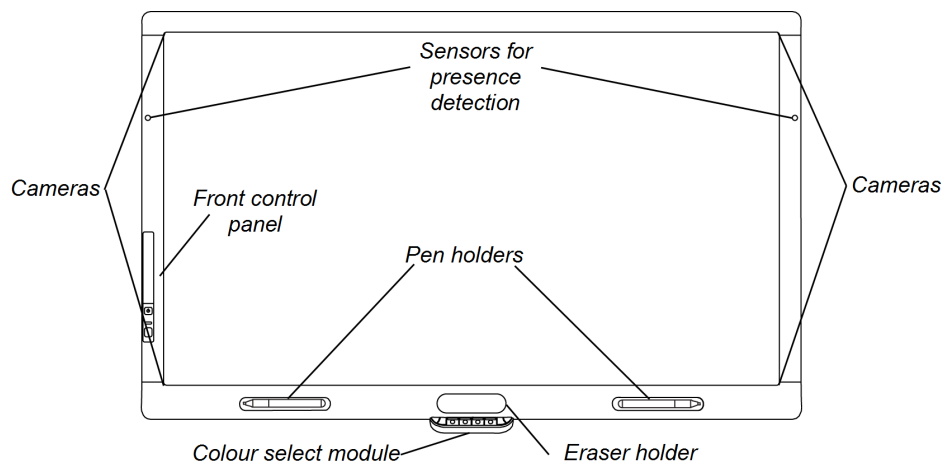 Sensors for
presence
detection
Cameras
Front control
panel
Cameras
Pen holders
Colour select module
Eraser holder